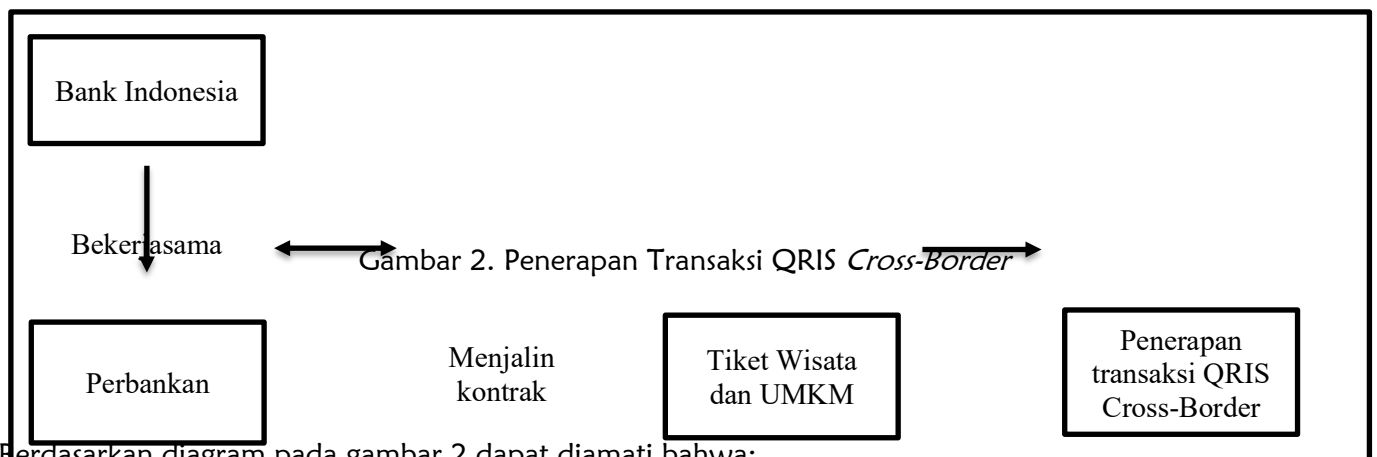 Bank Indonesia
Bekerjasama
Gambar 2. Penerapan Transaksi QRIS Cross-Border
Perbankan
Menjalin
kontrak
Tiket Wisata
dan UMKM
Penerapan
transaksi QRIS
Cross-Border
Berdasarkan diagram pada gambar 2 dapat diamati bahwa: